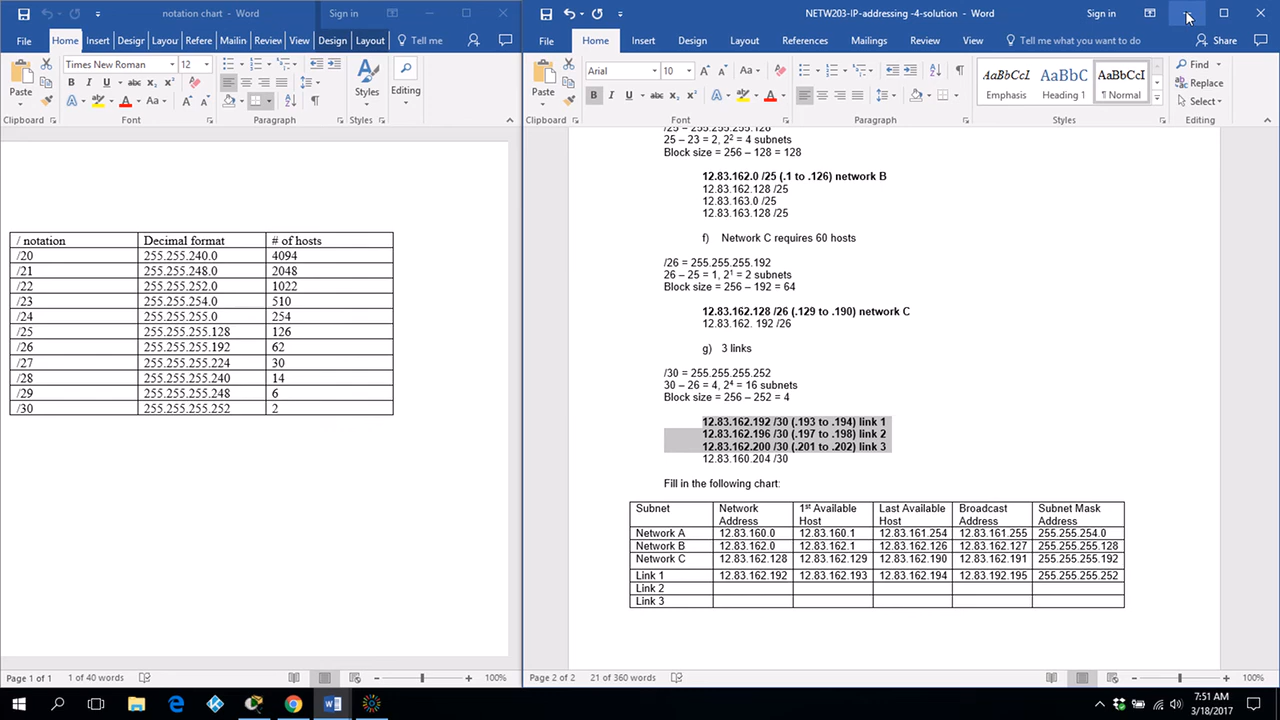 notation chart - Word
Sign in
File Home Insert Design Layou Refere Mailin Review View Design Layout Tell me
Times New Roman 12
Paste
Styles
Editing
Clipboard Font Paragraph Styles
/ notation Decimal format # of hosts
/20 255.255.240.0 4094
/21 255.255.248.0 2048
/22 255.255.252.0 1022
/23 255.255.254.0 510
/24 255.255.255.0 254
/25 255.255.255.128 126
/26 255.255.255.192 62
/27 255.255.255.224 30
/28 255.255.255.240 14
/29 255.255.255.248 6
/30 255.255.255.252 2
Page 1 of 1 1 of 40 words 100%
NETW203-IP-addressing -4-solution - Word
Sign in
File Home Insert Design Layout References Mailings Review View Tell me what you want to do Share
Arial 10
Paste
AaBbCcI AaBbC AaBbCcI
Emphasis Heading 1 ¶ Normal
Find
Replace
Select
Clipboard Font Paragraph Styles Editing
/25 = 255.255.255.128
25 – 23 = 2, 2² = 4 subnets
Block size = 256 – 128 = 128
12.83.162.0 /25 (.1 to .126) network B
12.83.162.128 /25
12.83.163.0 /25
12.83.163.128 /25
f) Network C requires 60 hosts
/26 = 255.255.255.192
26 – 25 = 1, 2¹ = 2 subnets
Block size = 256 – 192 = 64
12.83.162.128 /26 (.129 to .190) network C
12.83.162. 192 /26
g) 3 links
/30 = 255.255.255.252
30 – 26 = 4, 2⁴ = 16 subnets
Block size = 256 – 252 = 4
12.83.162.192 /30 (.193 to .194) link 1
12.83.162.196 /30 (.197 to .198) link 2
12.83.162.200 /30 (.201 to .202) link 3
12.83.160.204 /30
Fill in the following chart:
Subnet Network Address 1st Available Host Last Available Host Broadcast Address Subnet Mask Address
Network A 12.83.160.0 12.83.160.1 12.83.161.254 12.83.161.255 255.255.254.0
Network B 12.83.162.0 12.83.162.1 12.83.162.126 12.83.162.127 255.255.255.128
Network C 12.83.162.128 12.83.162.129 12.83.162.190 12.83.162.191 255.255.255.192
Link 1 12.83.162.192 12.83.162.193 12.83.162.194 12.83.192.195 255.255.255.252
Link 2
Link 3
Page 2 of 2 21 of 360 words 100%
7:51 AM
3/18/2017